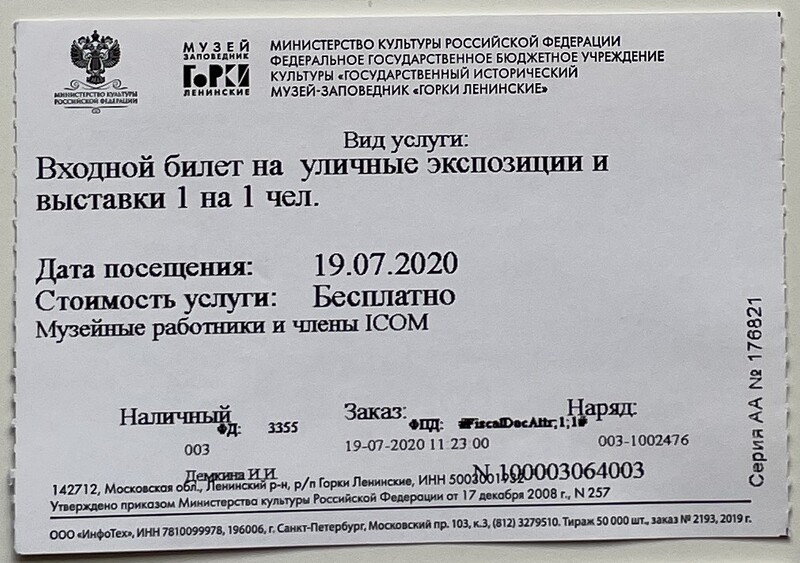 МИНИСТЕРСТВО КУЛЬТУРЫ
РОССИЙСКОЙ ФЕДЕРАЦИИ
МУЗЕЙ
ЗАПОВЕДНИК
ГОРКИ
ЛЕНИНСКИЕ
МИНИСТЕРСТВО КУЛЬТУРЫ РОССИЙСКОЙ ФЕДЕРАЦИИ
ФЕДЕРАЛЬНОЕ ГОСУДАРСТВЕННОЕ БЮДЖЕТНОЕ УЧРЕЖДЕНИЕ
КУЛЬТУРЫ «ГОСУДАРСТВЕННЫЙ ИСТОРИЧЕСКИЙ
МУЗЕЙ-ЗАПОВЕДНИК «ГОРКИ ЛЕНИНСКИЕ»
Вид услуги:
Входной билет на уличные экспозиции и
выставки 1 на 1 чел.
Дата посещения: 19.07.2020
Стоимость услуги: Бесплатно
Музейные работники и члены ICOM
Наличный Заказ: Наряд:
ФД: 3355 ФПД: #FiscalDocAttr;1;1#
003 19-07-2020 11:23:00 003-1002476
Демкина И И N 100003064003
142712, Московская обл., Ленинский р-н, р/п Горки Ленинские, ИНН 5003001732
Утверждено приказом Министерства культуры Российской Федерации от 17 декабря 2008 г., N 257
ООО «ИнфоТех», ИНН 7810099978, 196006, г. Санкт-Петербург, Московский пр. 103, к.3, (812) 3279510. Тираж 50 000 шт., заказ № 2193, 2019 г.
Серия АА № 176821